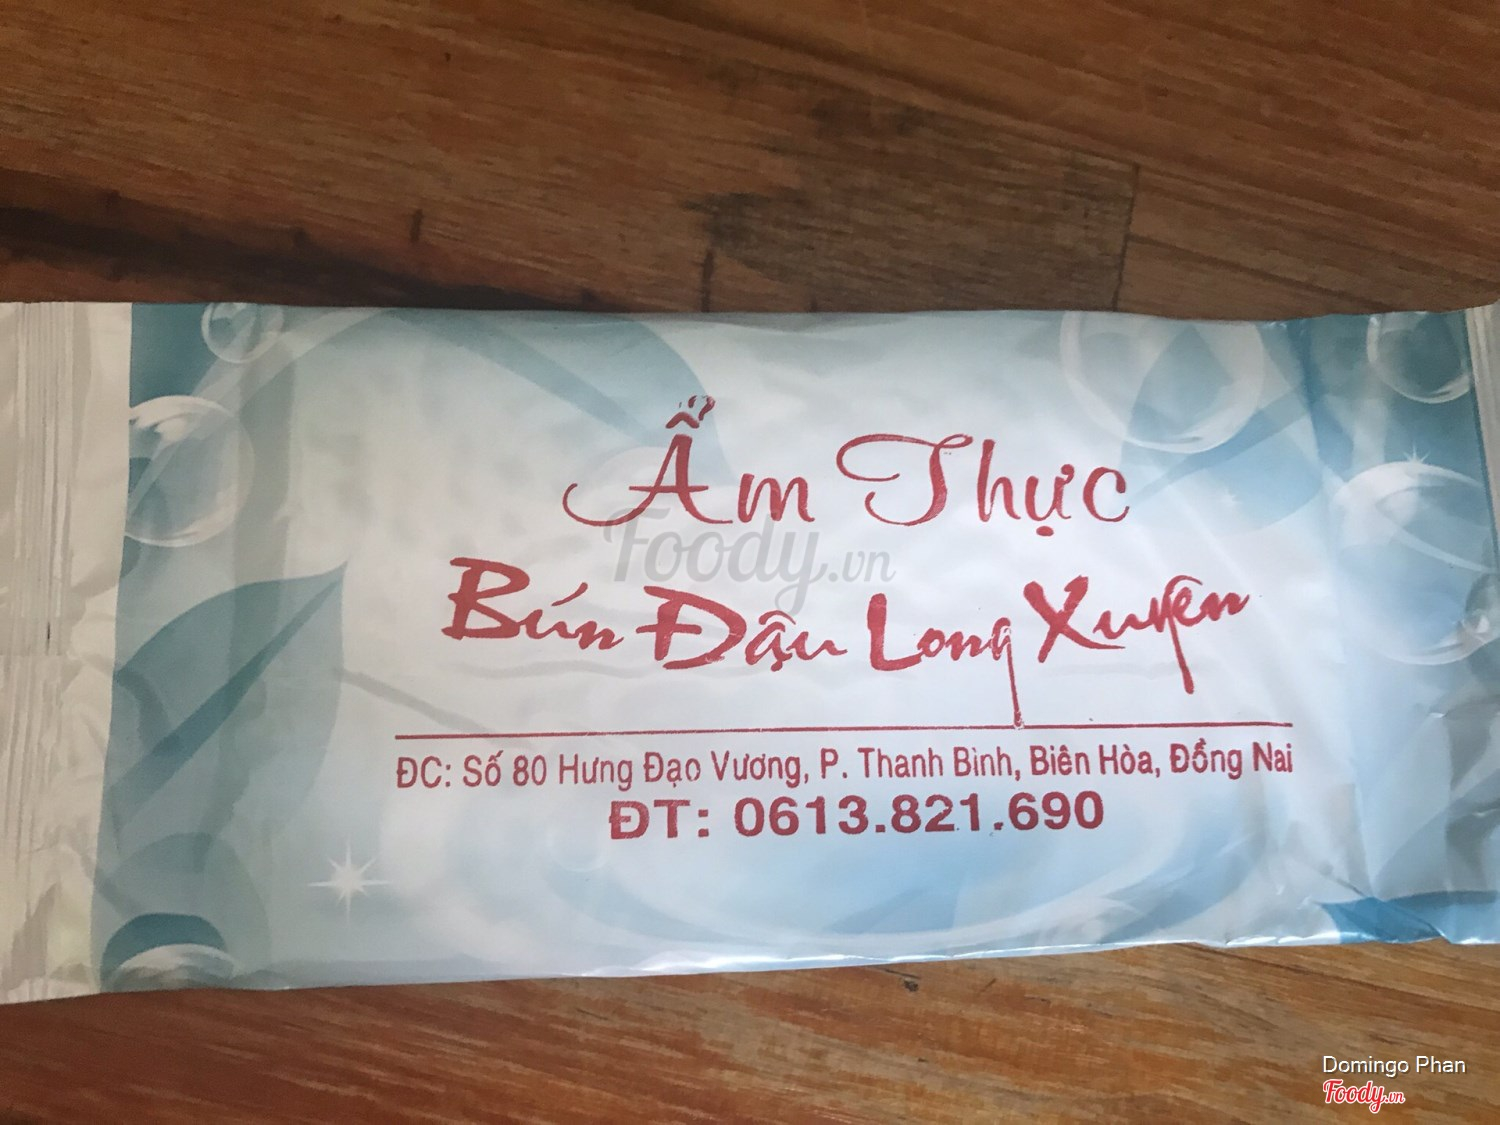 Ẩm Thực
Foody.vn
Bún Đậu Long Xuyên
ĐC: Số 80 Hưng Đạo Vương, P. Thanh Bình, Biên Hòa, Đồng Nai
ĐT: 0613.821.690
Domingo Phan
Foody.vn